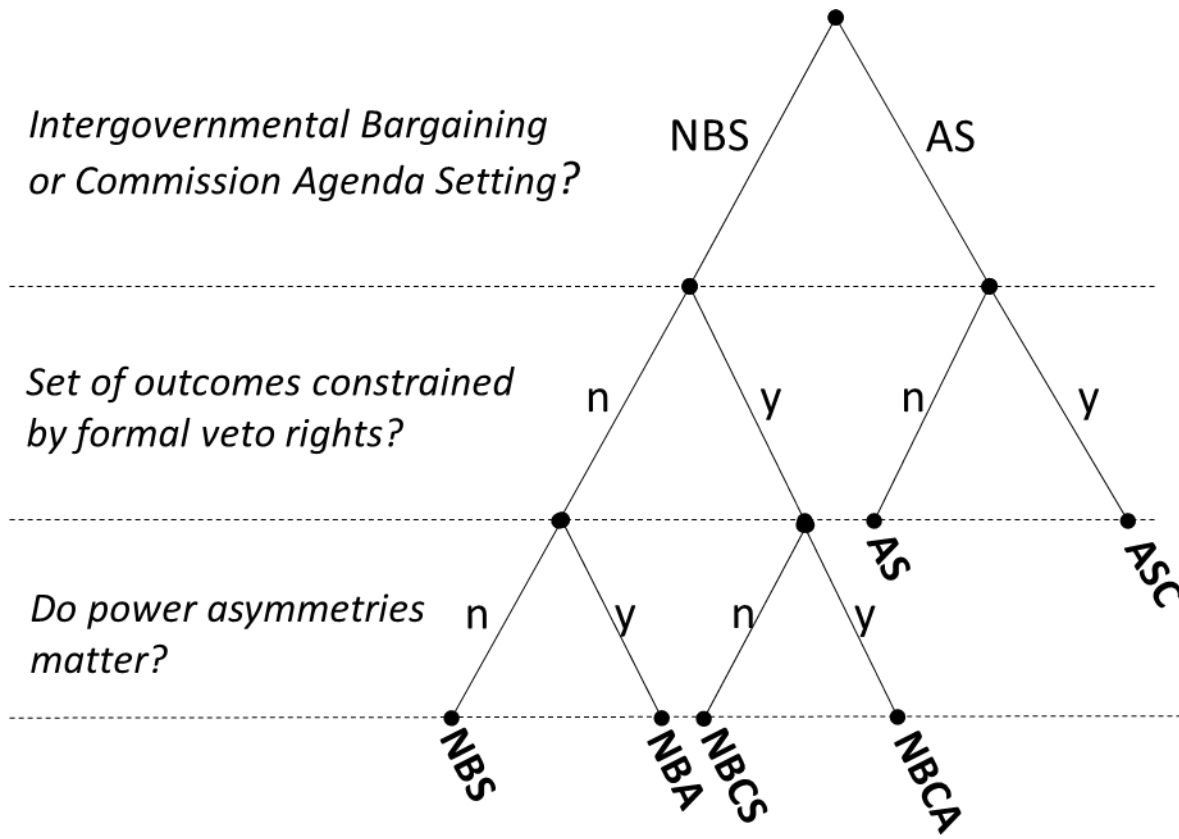 Intergovernmental Bargaining
or Commission Agenda Setting?
NBS
AS
Set of outcomes constrained
by formal veto rights?
n
y
n
y
AS
ASC
Do power asymmetries
matter?
n
y
n
y
NBS
NBA
NBCS
NBCA